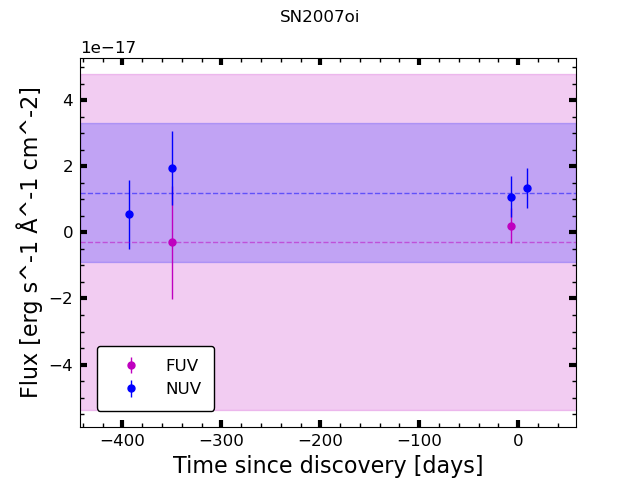 SN2007oi
1e−17
4
2
0
−2
−4
Flux [erg s^-1 Å^-1 cm^-2]
FUV
NUV
−400 −300 −200 −100 0
Time since discovery [days]